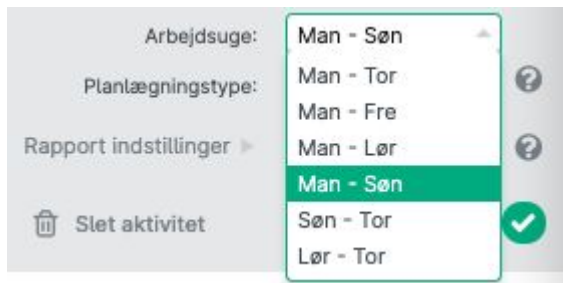 Arbejdsuge:
Man - Søn
Planlægningstype:
Man - Tor
Man - Fre
Rapport indstillinger
Man - Lør
Man - Søn
Slet aktivitet
Søn - Tor
Lør - Tor